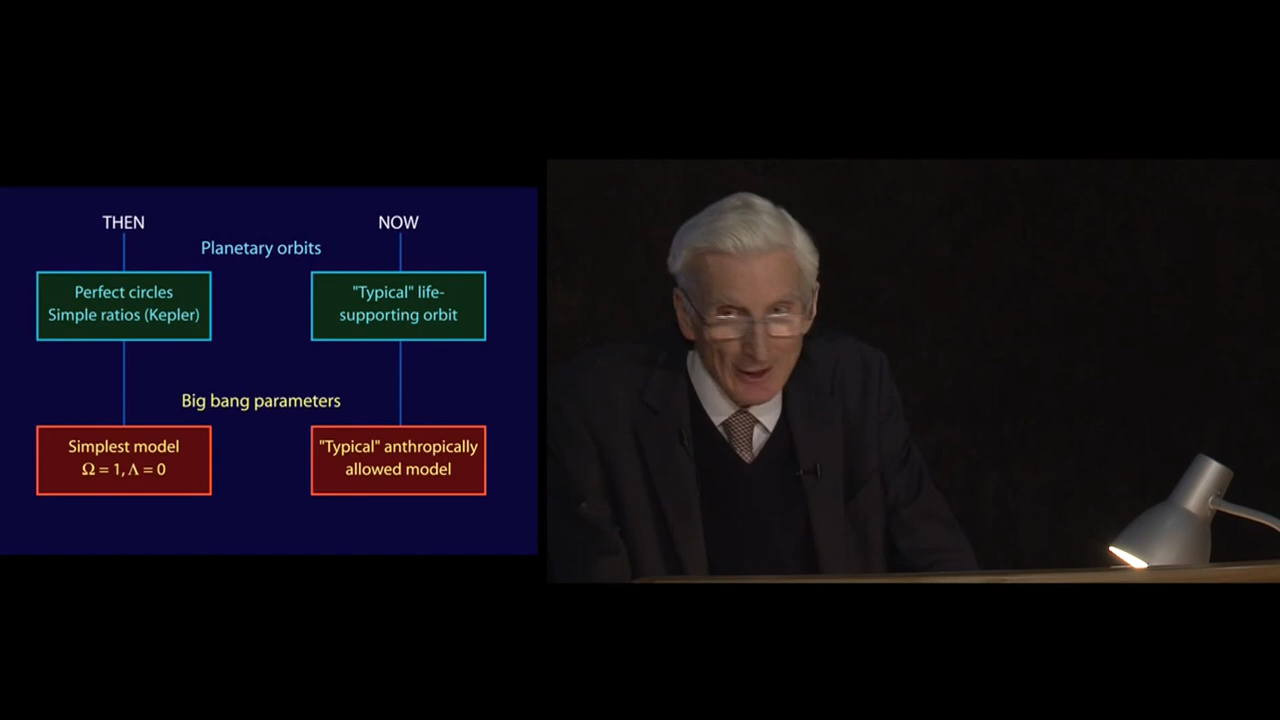 THEN
NOW
Planetary orbits
Perfect circles
Simple ratios (Kepler)
"Typical" life-
supporting orbit
Big bang parameters
Simplest model
Ω = 1, Λ = 0
"Typical" anthropically
allowed model